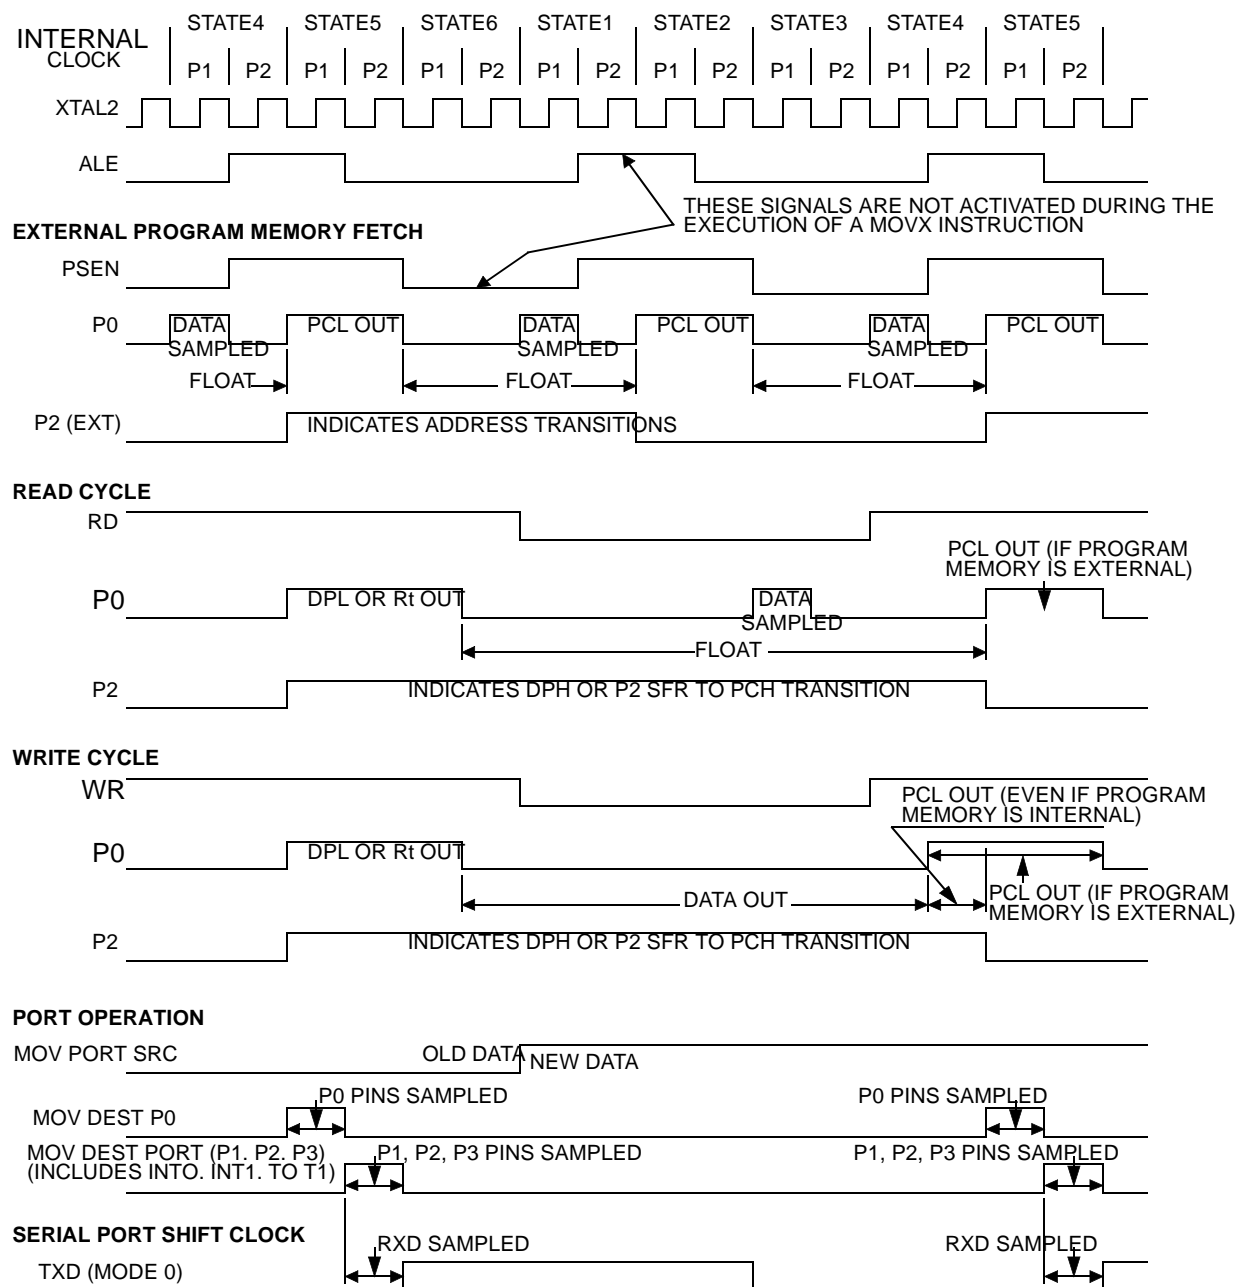 INTERNAL
CLOCK
STATE4 STATE5 STATE6 STATE1 STATE2 STATE3 STATE4 STATE5
P1 P2 P1 P2 P1 P2 P1 P2 P1 P2 P1 P2 P1 P2 P1 P2
XTAL2
ALE
THESE SIGNALS ARE NOT ACTIVATED DURING THE
EXECUTION OF A MOVX INSTRUCTION
EXTERNAL PROGRAM MEMORY FETCH
PSEN
P0
DATA PCL OUT DATA PCL OUT DATA PCL OUT
SAMPLED SAMPLED SAMPLED
FLOAT FLOAT FLOAT
P2 (EXT)
INDICATES ADDRESS TRANSITIONS
READ CYCLE
RD
PCL OUT (IF PROGRAM
MEMORY IS EXTERNAL)
P0
DPL OR Rt OUT
DATA
SAMPLED
FLOAT
P2
INDICATES DPH OR P2 SFR TO PCH TRANSITION
WRITE CYCLE
WR
PCL OUT (EVEN IF PROGRAM
MEMORY IS INTERNAL)
P0
DPL OR Rt OUT
DATA OUT
PCL OUT (IF PROGRAM
MEMORY IS EXTERNAL)
P2
INDICATES DPH OR P2 SFR TO PCH TRANSITION
PORT OPERATION
MOV PORT SRC
OLD DATA
NEW DATA
P0 PINS SAMPLED P0 PINS SAMPLED
MOV DEST P0
MOV DEST PORT (P1. P2. P3)
(INCLUDES INTO. INT1. TO T1)
P1, P2, P3 PINS SAMPLED P1, P2, P3 PINS SAMPLED
SERIAL PORT SHIFT CLOCK
RXD SAMPLED RXD SAMPLED
TXD (MODE 0)